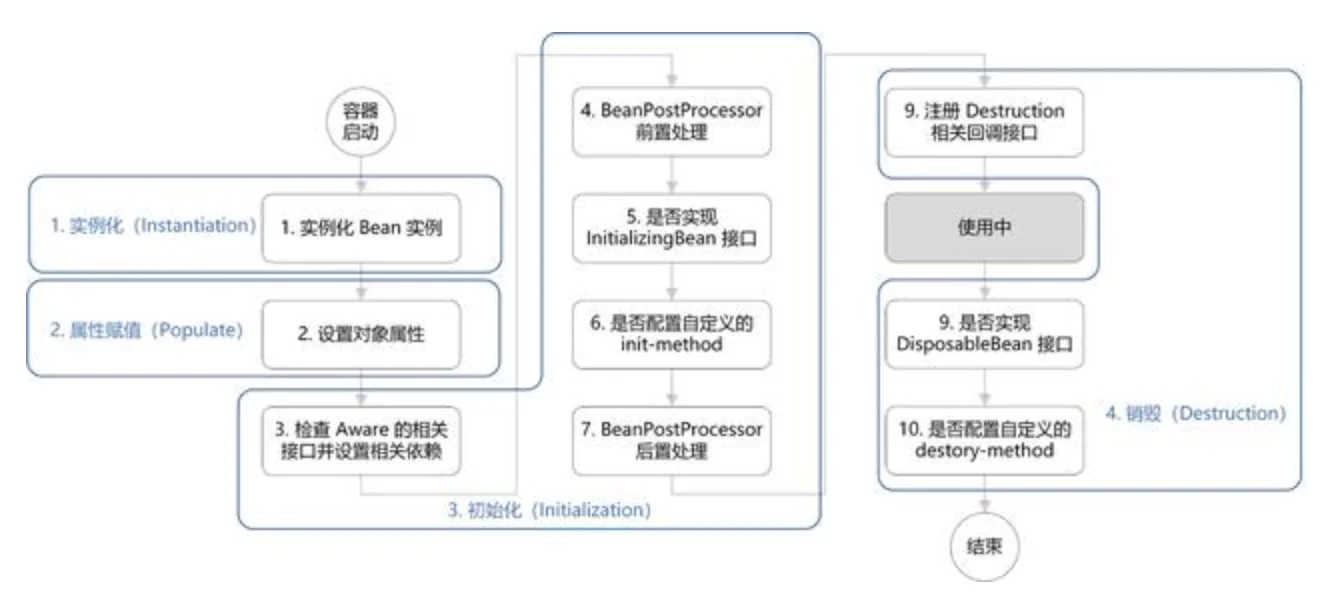 容器
启动
1. 实例化（Instantiation）
1. 实例化 Bean 实例
2. 属性赋值（Populate）
2. 设置对象属性
3. 检查 Aware 的相关
接口并设置相关依赖
3. 初始化（Initialization）
4. BeanPostProcessor
前置处理
5. 是否实现
InitializingBean 接口
6. 是否配置自定义的
init-method
7. BeanPostProcessor
后置处理
9. 注册 Destruction
相关回调接口
使用中
9. 是否实现
DisposableBean 接口
4. 销毁（Destruction）
10. 是否配置自定义的
destory-method
结束